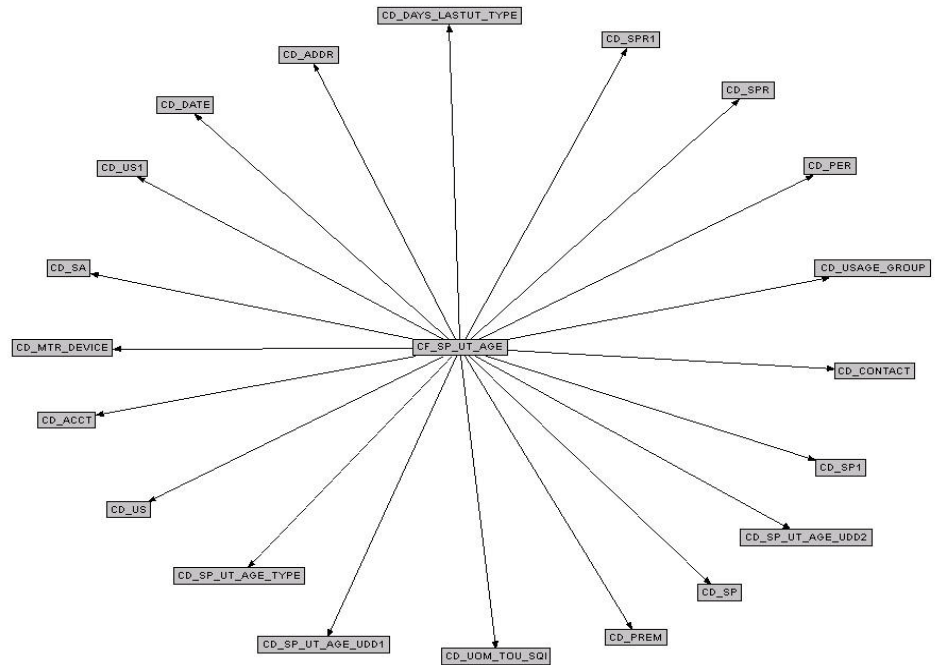 CD_DAYS_LASTUT_TYPE
CD_SPR1
CD_ADDR
CD_SPR
CD_DATE
CD_PER
CD_US1
CD_SA
CD_USAGE_GROUP
CF_SP_UT_AGE
CD_MTR_DEVICE
CD_CONTACT
CD_ACCT
CD_SP1
CD_US
CD_SP_UT_AGE_UDD2
CD_SP_UT_AGE_TYPE
CD_SP
CD_PREM
CD_SP_UT_AGE_UDD1
CD_UOM_TOU_SQI